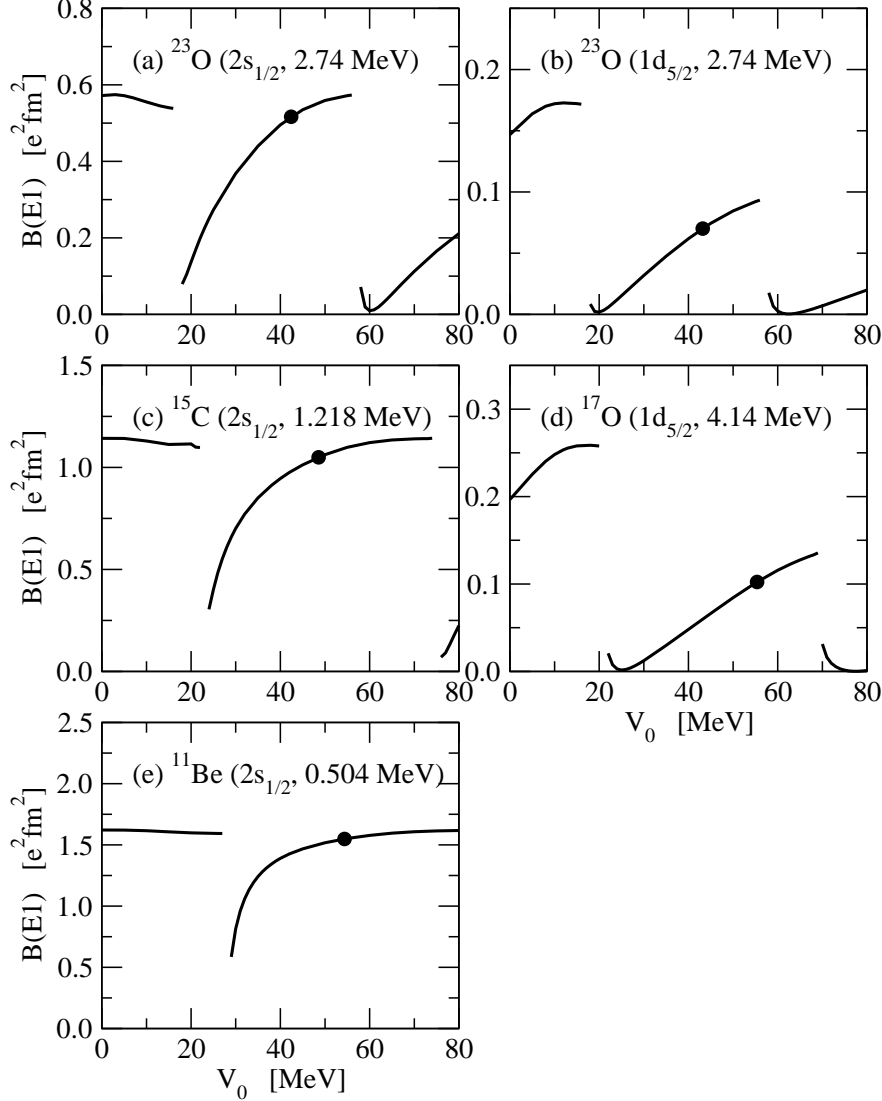 0.8
0.6
0.4
0.2
0.0
B(E1) [e²fm²]
(a) ²³O (2s₁/₂, 2.74 MeV)
0 20 40 60 80
0.2
0.1
0.0
(b) ²³O (1d₅/₂, 2.74 MeV)
0 20 40 60 80
1.5
1.0
0.5
0.0
B(E1) [e²fm²]
(c) ¹⁵C (2s₁/₂, 1.218 MeV)
0 20 40 60 80
0.3
0.2
0.1
0.0
(d) ¹⁷O (1d₅/₂, 4.14 MeV)
0 20 40 60 80
V₀ [MeV]
2.5
2.0
1.5
1.0
0.5
0.0
B(E1) [e²fm²]
(e) ¹¹Be (2s₁/₂, 0.504 MeV)
0 20 40 60 80
V₀ [MeV]